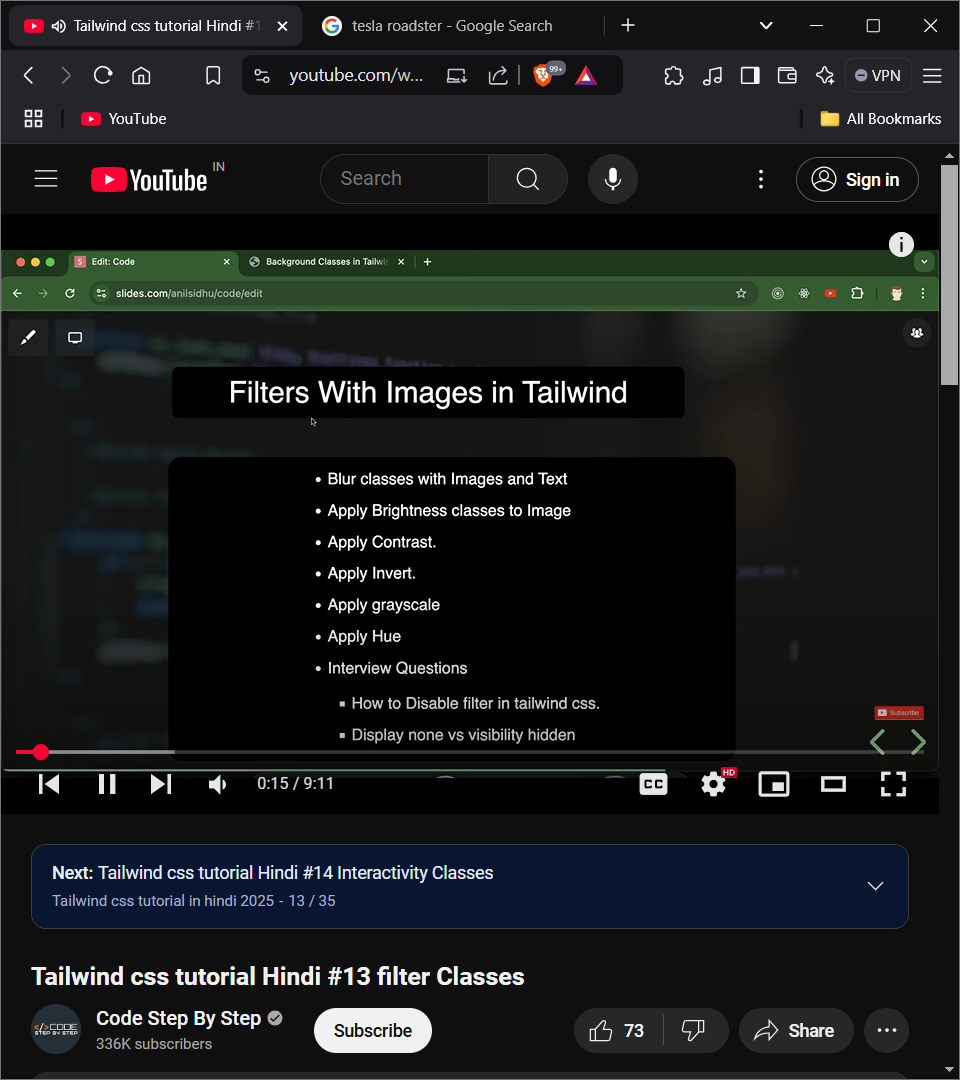 Tailwind css tutorial Hindi #1
tesla roadster - Google Search
youtube.com/w...
99+
VPN
YouTube
All Bookmarks
YouTube IN
Search
Sign in
Edit: Code
Background Classes in Tailwin
slides.com/anilsidhu/code/edit
Filters With Images in Tailwind
• Blur classes with Images and Text
• Apply Brightness classes to Image
• Apply Contrast.
• Apply Invert.
• Apply grayscale
• Apply Hue
• Interview Questions
▪ How to Disable filter in tailwind css.
▪ Display none vs visibility hidden
Subscribe
0:15 / 9:11
CC
HD
Next: Tailwind css tutorial Hindi #14 Interactivity Classes
Tailwind css tutorial in hindi 2025 - 13 / 35
Tailwind css tutorial Hindi #13 filter Classes
</>CODE
STEP BY STEP
Code Step By Step
336K subscribers
Subscribe
73
Share